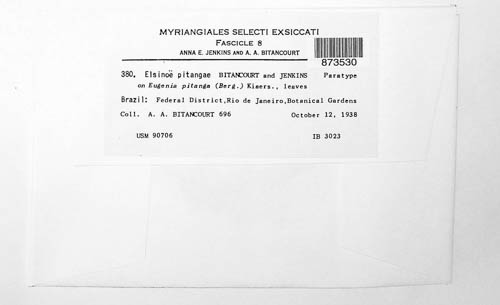 MYRIANGIALES SELECTI EXSICCATI
FASCICLE 8
ANNA E. JENKINS AND A. A. BITANCOURT
873530
380. Elsinoë pitangae BITANCOURT and JENKINS Paratype
on Eugenia pitanga (Berg.) Kiaers., leaves
Brazil: Federal District,Rio de Janeiro,Botanical Gardens
Coll. A. A. BITANCOURT 696 October 12, 1938
USM 90706 IB 3023